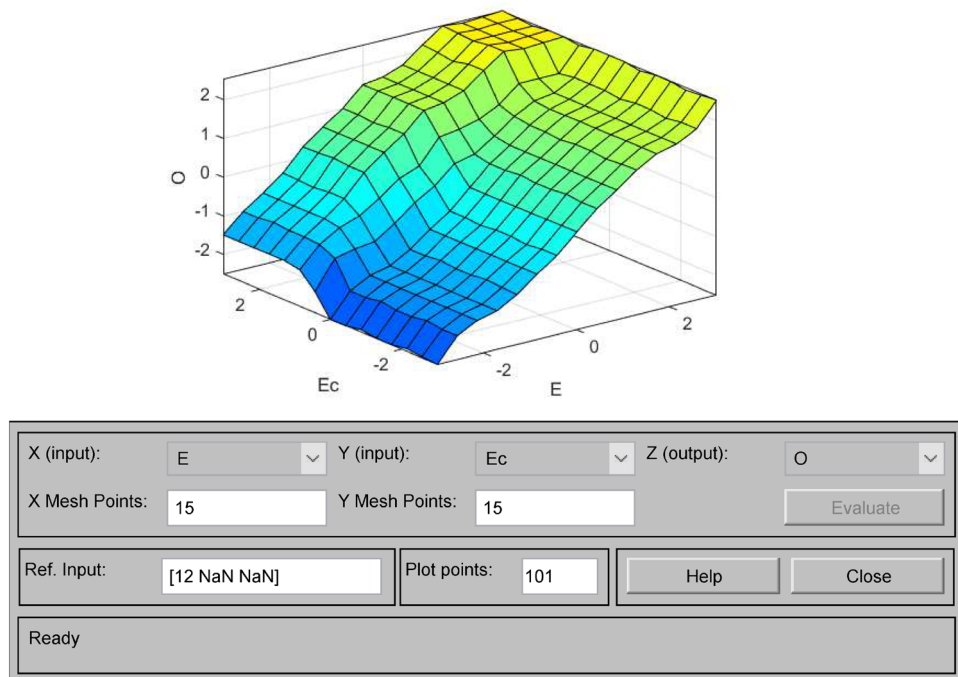 2
1
0
-1
-2
O
2
0
-2
Ec
-2
0
2
E
X (input): E Y (input): Ec Z (output): O
X Mesh Points: 15 Y Mesh Points: 15 Evaluate
Ref. Input: [12 NaN NaN] Plot points: 101 Help Close
Ready